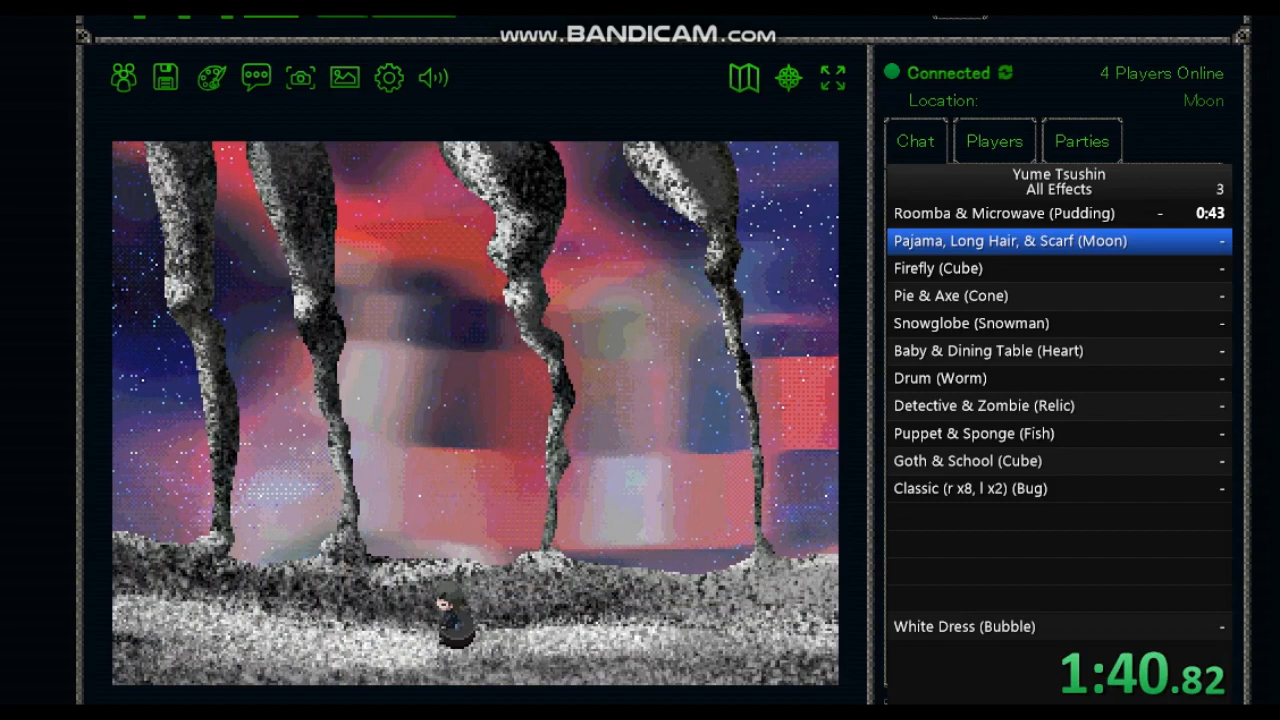 www.BANDICAM.com
Connected
4 Players Online
Location:
Moon
Chat
Players
Parties
Yume Tsushin
All Effects
3
Roomba & Microwave (Pudding) - 0:43
Pajama, Long Hair, & Scarf (Moon) -
Firefly (Cube) -
Pie & Axe (Cone) -
Snowglobe (Snowman) -
Baby & Dining Table (Heart) -
Drum (Worm) -
Detective & Zombie (Relic) -
Puppet & Sponge (Fish) -
Goth & School (Cube) -
Classic (r x8, l x2) (Bug) -
White Dress (Bubble) -
1:40.82